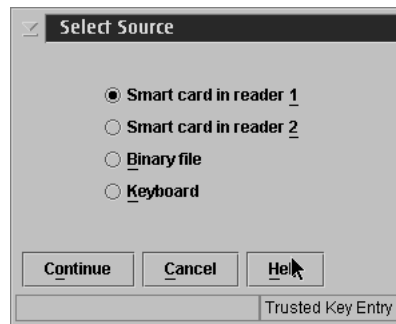 Select Source
Smart card in reader 1
Smart card in reader 2
Binary file
Keyboard
Continue Cancel Help
Trusted Key Entry